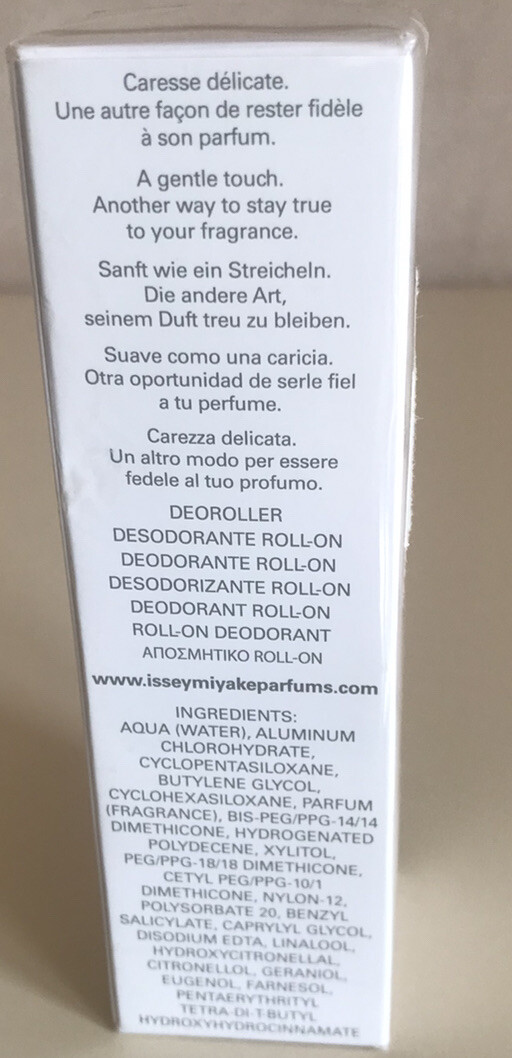 Caresse délicate.
Une autre façon de rester fidèle
à son parfum.
A gentle touch.
Another way to stay true
to your fragrance.
Sanft wie ein Streicheln.
Die andere Art,
seinem Duft treu zu bleiben.
Suave como una caricia.
Otra oportunidad de serle fiel
a tu perfume.
Carezza delicata.
Un altro modo per essere
fedele al tuo profumo.
DEOROLLER
DESODORANTE ROLL-ON
DEODORANTE ROLL-ON
DESODORIZANTE ROLL-ON
DEODORANT ROLL-ON
ROLL-ON DEODORANT
ΑΠΟΣΜΗΤΙΚΟ ROLL-ON
www.isseymiyakeparfums.com
INGREDIENTS:
AQUA (WATER), ALUMINUM
CHLOROHYDRATE,
CYCLOPENTASILOXANE,
BUTYLENE GLYCOL,
CYCLOHEXASILOXANE, PARFUM
(FRAGRANCE), BIS-PEG/PPG-14/14
DIMETHICONE, HYDROGENATED
POLYDECENE, XYLITOL,
PEG/PPG-18/18 DIMETHICONE,
CETYL PEG/PPG-10/1
DIMETHICONE, NYLON-12,
POLYSORBATE 20, BENZYL
SALICYLATE, CAPRYLYL GLYCOL,
DISODIUM EDTA, LINALOOL,
HYDROXYCITRONELLAL,
CITRONELLOL, GERANIOL,
EUGENOL, FARNESOL,
PENTAERYTHRITYL
TETRA-DI-T-BUTYL
HYDROXYHYDROCINNAMATE